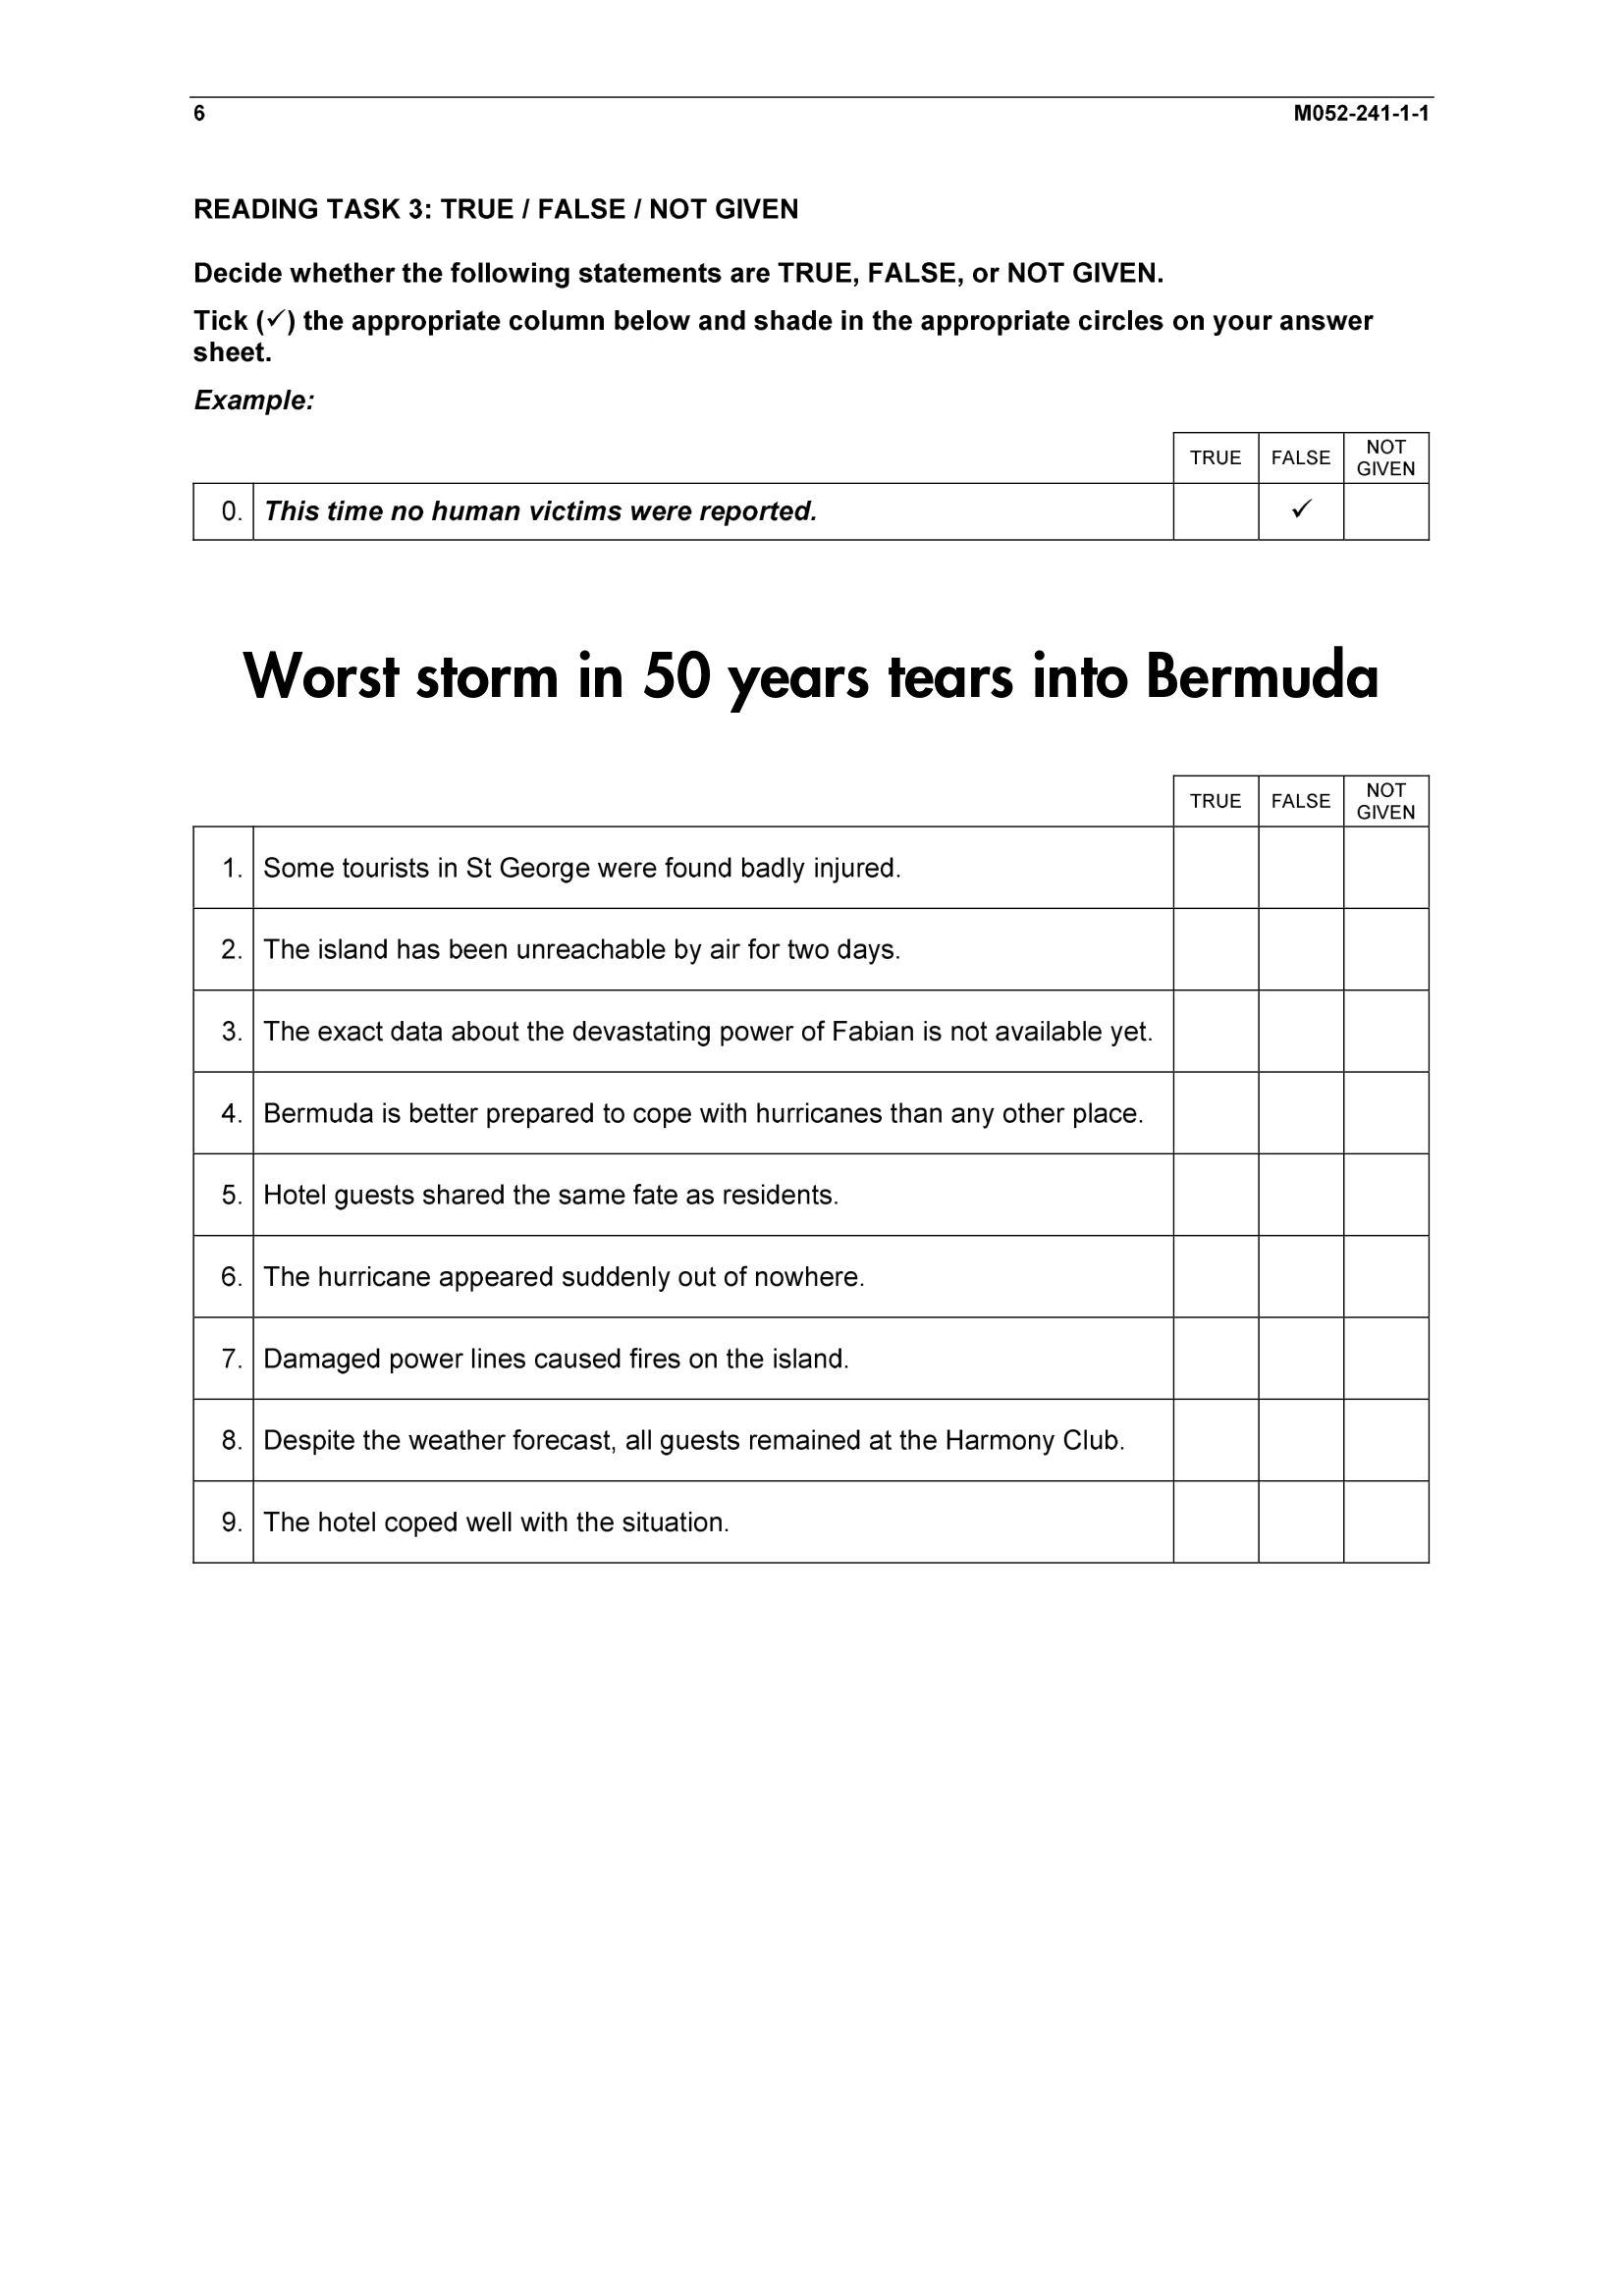 6 M052-241-1-1
READING TASK 3: TRUE / FALSE / NOT GIVEN
Decide whether the following statements are TRUE, FALSE, or NOT GIVEN.
Tick (✓) the appropriate column below and shade in the appropriate circles on your answer
sheet.
Example:
TRUE FALSE NOT GIVEN
0. This time no human victims were reported. ✓
Worst storm in 50 years tears into Bermuda
TRUE FALSE NOT GIVEN
1. Some tourists in St George were found badly injured.
2. The island has been unreachable by air for two days.
3. The exact data about the devastating power of Fabian is not available yet.
4. Bermuda is better prepared to cope with hurricanes than any other place.
5. Hotel guests shared the same fate as residents.
6. The hurricane appeared suddenly out of nowhere.
7. Damaged power lines caused fires on the island.
8. Despite the weather forecast, all guests remained at the Harmony Club.
9. The hotel coped well with the situation.